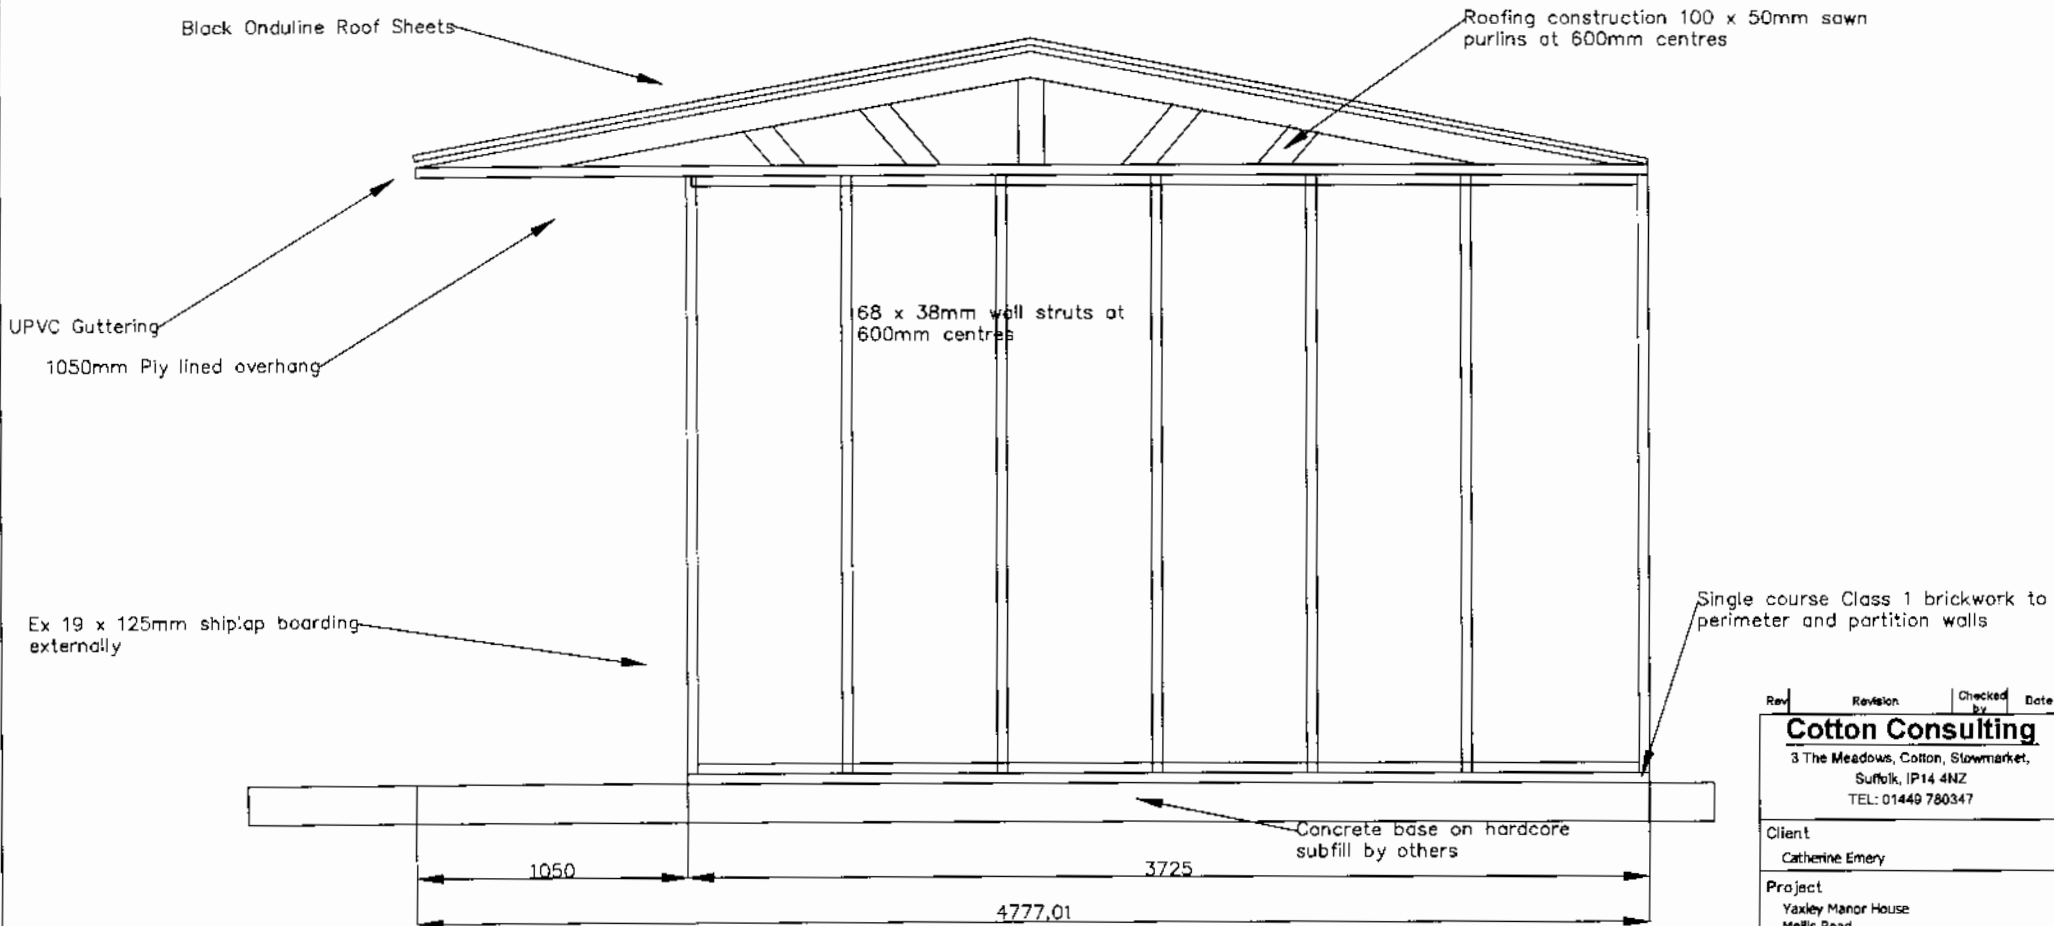 Black Onduline Roof Sheets
Roofing construction 100 x 50mm sawn
purlins at 600mm centres
UPVC Guttering
1050mm Ply lined overhang
68 x 38mm wall struts at
600mm centres
Ex 19 x 125mm shiplap boarding
externally
Single course Class 1 brickwork to
perimeter and partition walls
Concrete base on hardcore
subfill by others
1050
3725
4777,01
Rev Revision Checked by Date
Cotton Consulting
3 The Meadows, Cotton, Stowmarket,
Suffolk, IP14 4NZ
TEL: 01449 780347
Client
Catherine Emery
Project
Yaxley Manor House
Mellis Road